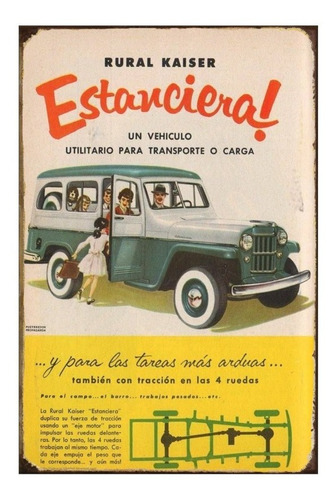 RURAL KAISER
Estanciera!
UN VEHICULO
UTILITARIO PARA TRANSPORTE O CARGA
...y para las tareas más arduas...
también con tracción en las 4 ruedas
Para el campo... el barro... trabajos pesados... etc.
La Rural Kaiser "Estanciera"
duplica su fuerza de tracción
usando un "eje motor" para
impulsar las ruedas delante-
ras. Por lo tanto, las 4 ruedas
trabajan al mismo tiempo. Ca-
da eje empuja el peso que
le corresponde... y aún más!